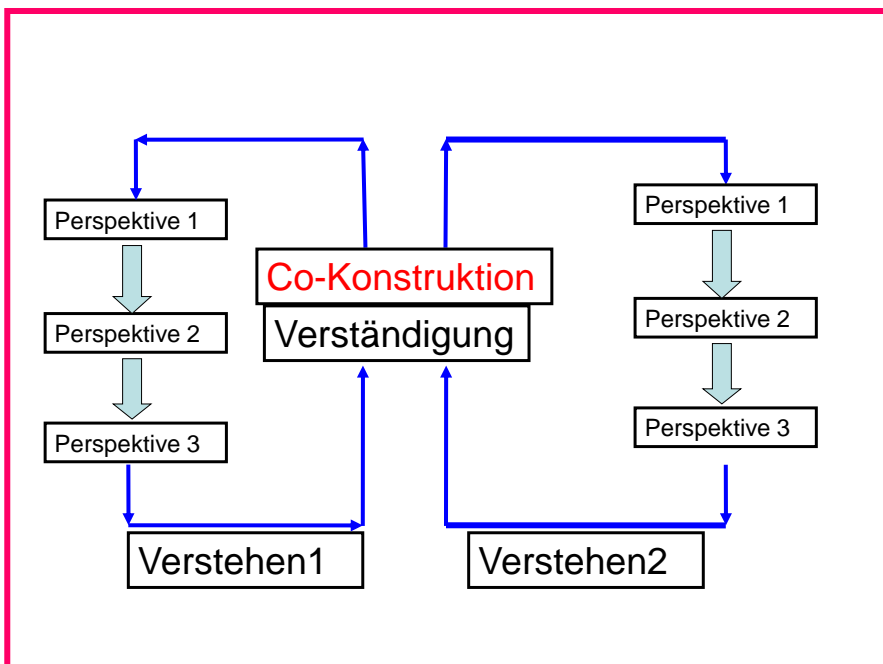 Perspektive 1
Perspektive 2
Perspektive 3
Verstehen1
Co-Konstruktion
Verständigung
Perspektive 1
Perspektive 2
Perspektive 3
Verstehen2